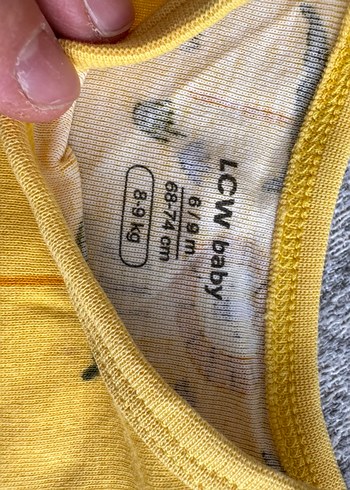 LCW baby
6 / 9 m
68-74 cm
8-9 kg